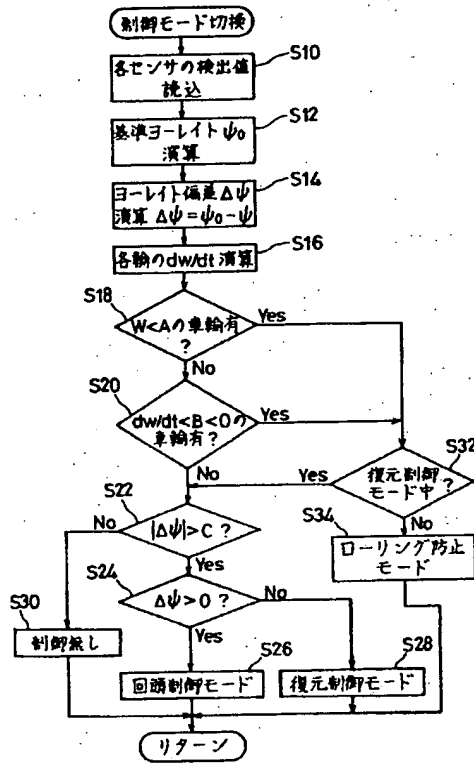 制御モード切換
S10
各センサの検出値
読込
S12
基準ヨーレイトψ₀
演算
S14
ヨーレイト偏差Δψ
演算 Δψ=ψ₀-ψ
S16
各輪のdw/dt演算
S18
W<Aの車輪有
?
Yes
No
S20
dw/dt<B<0の
車輪有?
Yes
No
S32
復元制御
モード中?
Yes
No
S22
|Δψ|>C?
No
Yes
S34
ローリング防止
モード
S24
Δψ>0?
No
Yes
S30
制御無し
S26
回頭制御モード
S28
復元制御モード
リターン